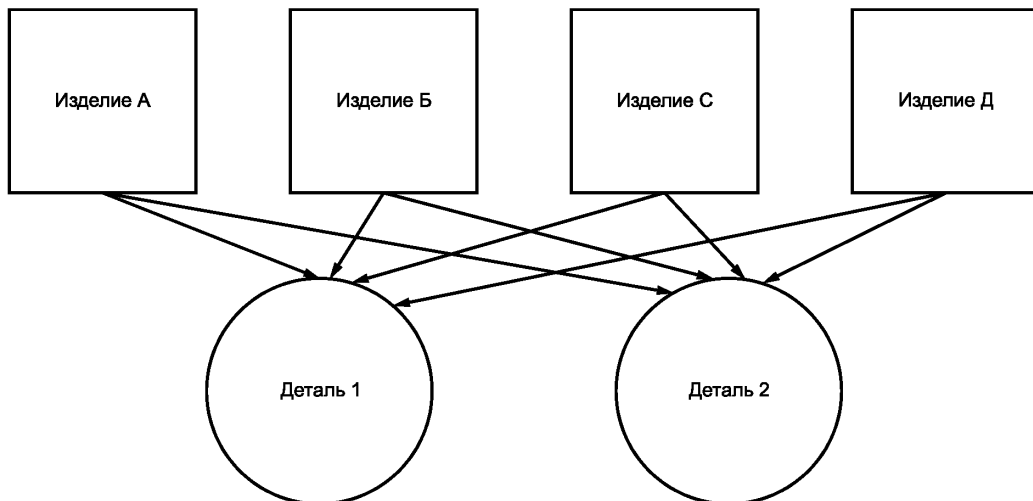 Изделие А
Изделие Б
Изделие С
Изделие Д
Деталь 1
Деталь 2